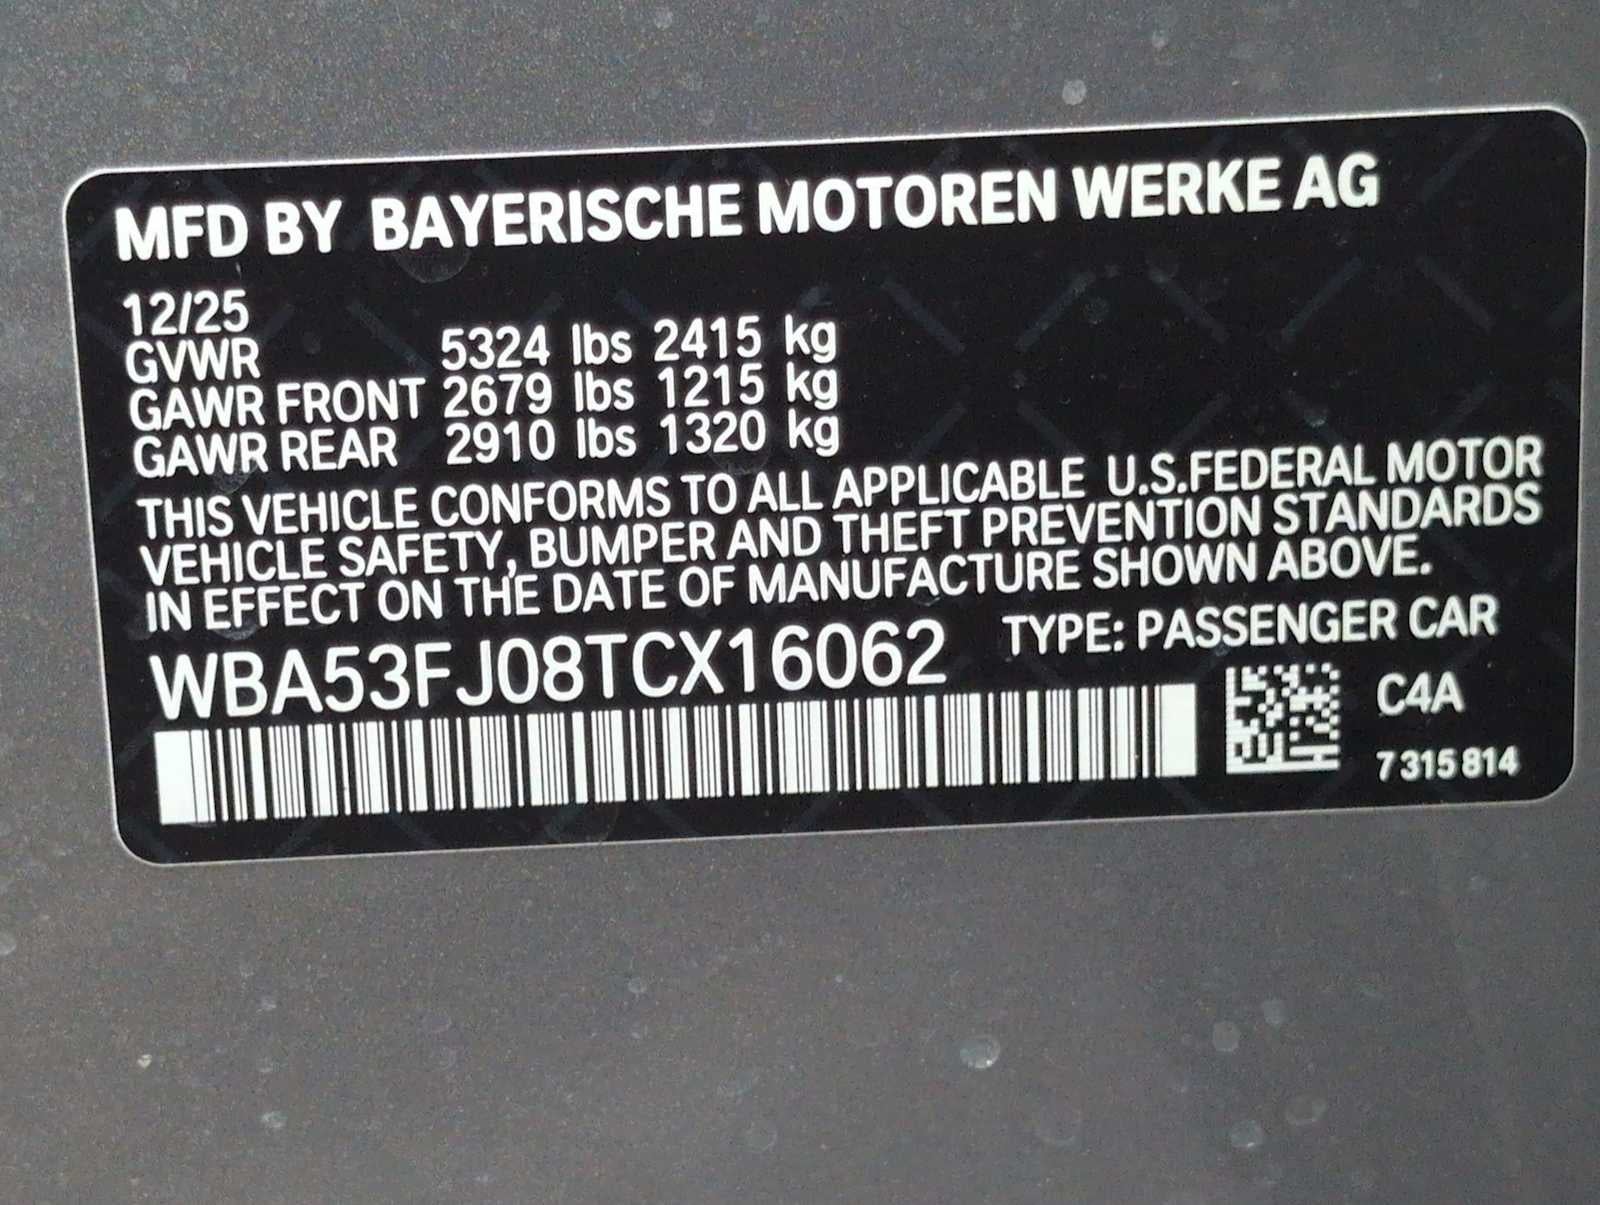 MFD BY BAYERISCHE MOTOREN WERKE AG
12/25
GVWR 5324 lbs 2415 kg
GAWR FRONT 2679 lbs 1215 kg
GAWR REAR 2910 lbs 1320 kg
THIS VEHICLE CONFORMS TO ALL APPLICABLE U.S.FEDERAL MOTOR
VEHICLE SAFETY, BUMPER AND THEFT PREVENTION STANDARDS
IN EFFECT ON THE DATE OF MANUFACTURE SHOWN ABOVE.
WBA53FJ08TCX16062 TYPE: PASSENGER CAR
C4A
7 315 814